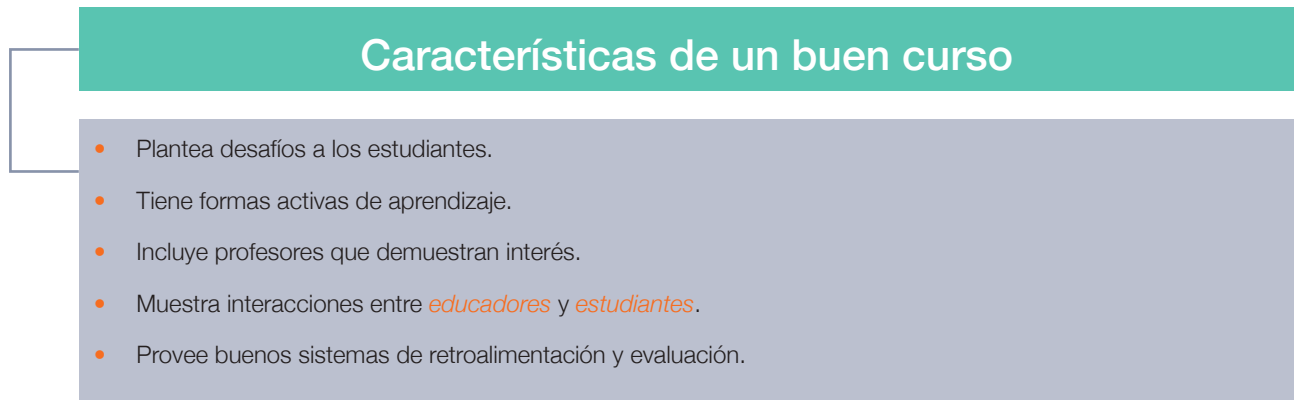 Características de un buen curso
• Plantea desafíos a los estudiantes.
• Tiene formas activas de aprendizaje.
• Incluye profesores que demuestran interés.
• Muestra interacciones entre educadores y estudiantes.
• Provee buenos sistemas de retroalimentación y evaluación.